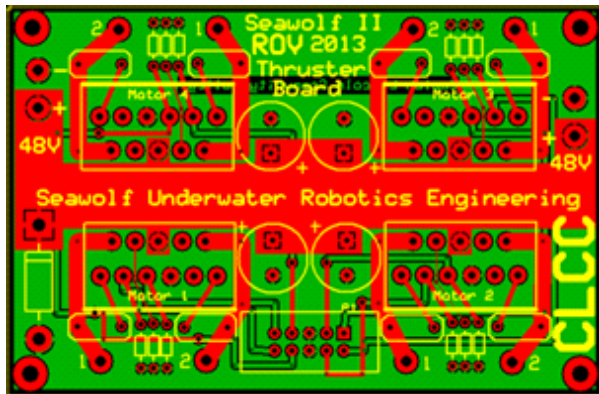 2 1 Seawolf II 2 1
ROV 2013
Thruster
Board
-
Motor 4 Motor 3 -
+ +
48V 48V
+ +
Seawolf Underwater Robotics Engineering
+ +
CLCC
Motor 1 Motor 2
1 2 1 2